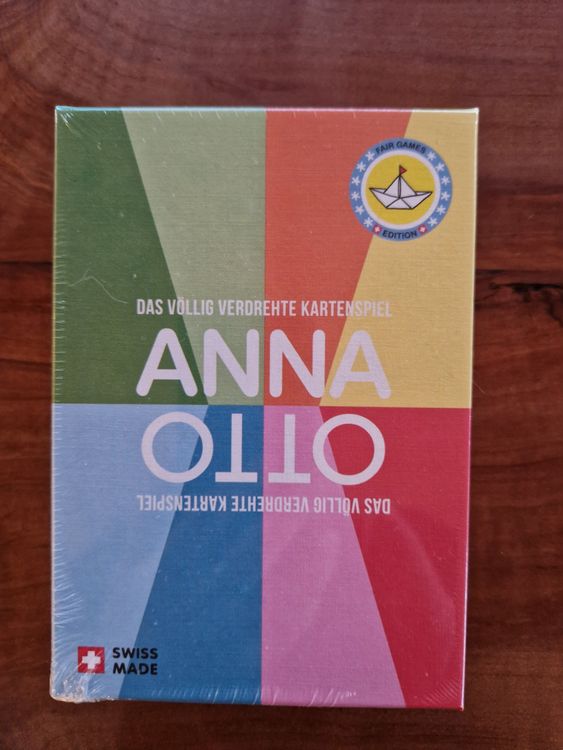 FAIR GAMES
EDITION
DAS VÖLLIG VERDREHTE KARTENSPIEL
ANNA
OTTO
DAS VÖLLIG VERDREHTE KARTENSPIEL
SWISS
MADE